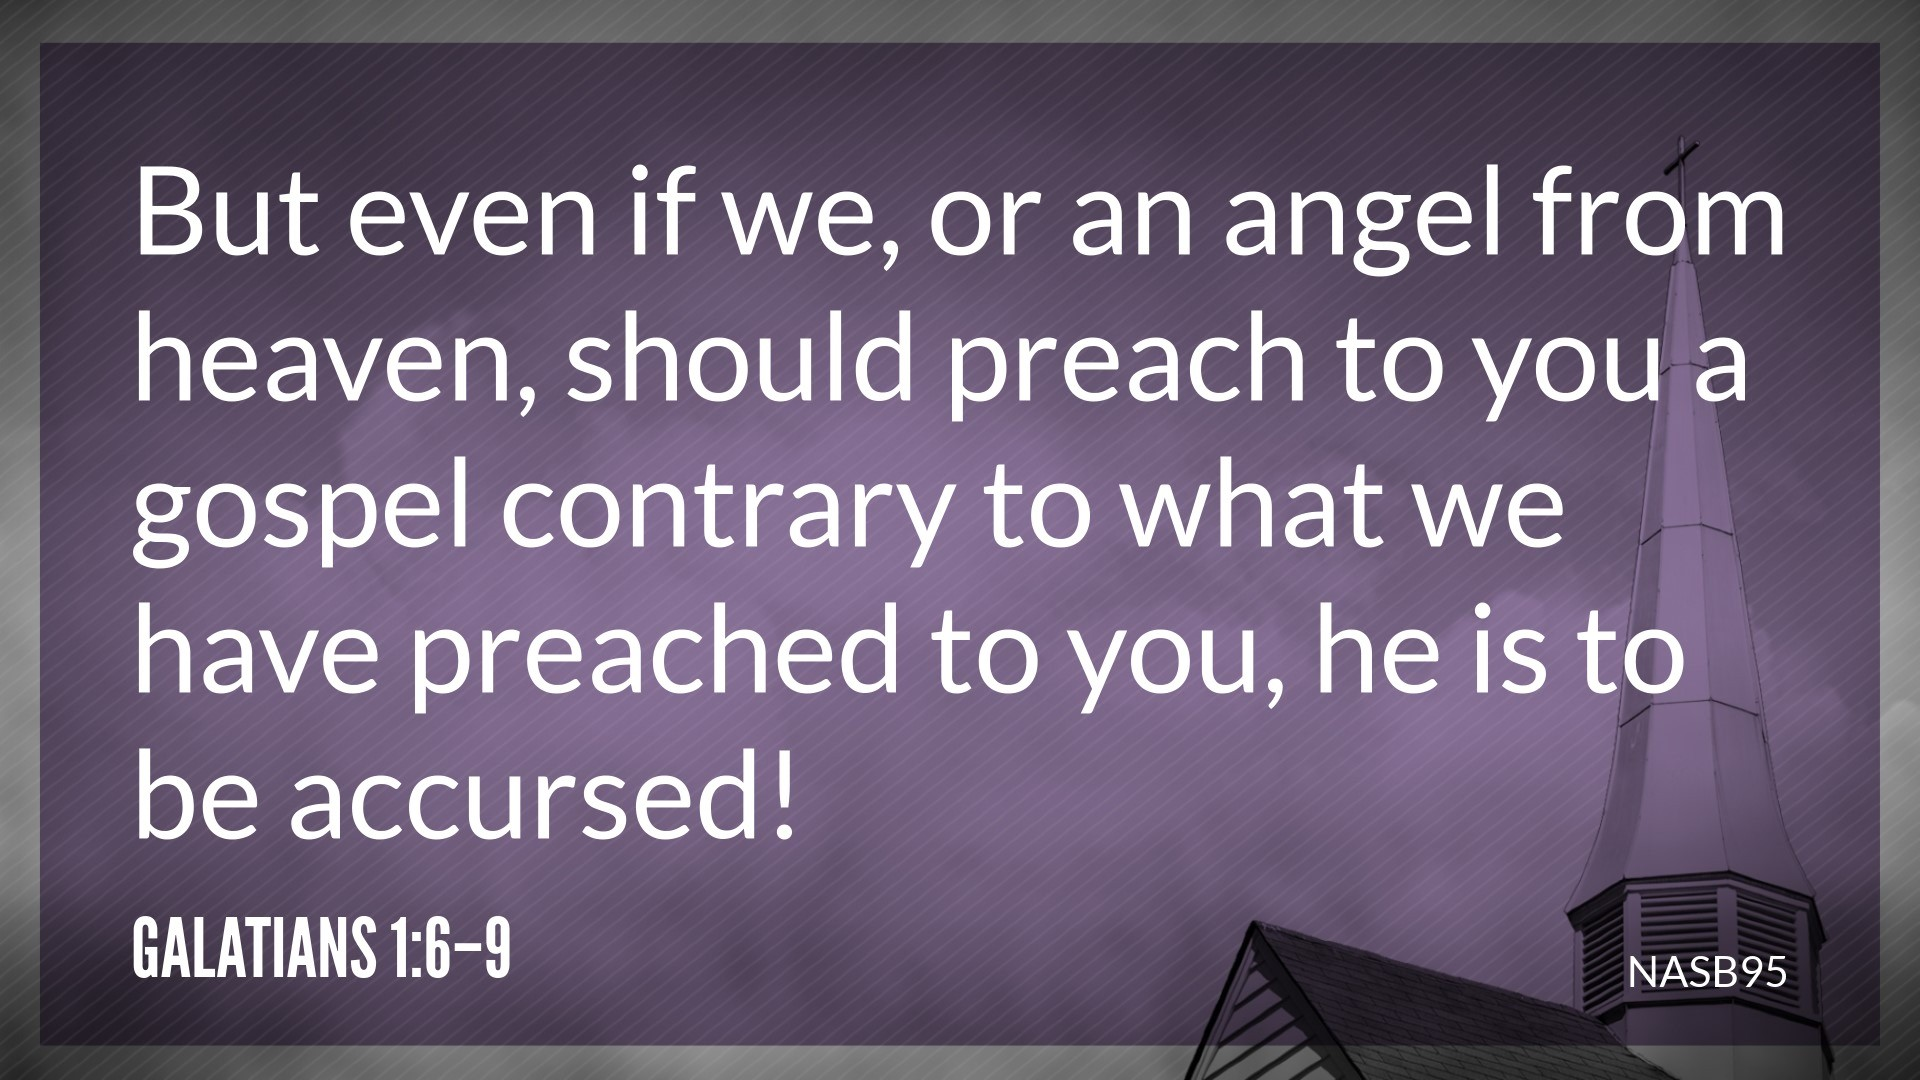 But even if we, or an angel from
heaven, should preach to you a
gospel contrary to what we
have preached to you, he is to
be accursed!
GALATIANS 1:6–9
NASB95